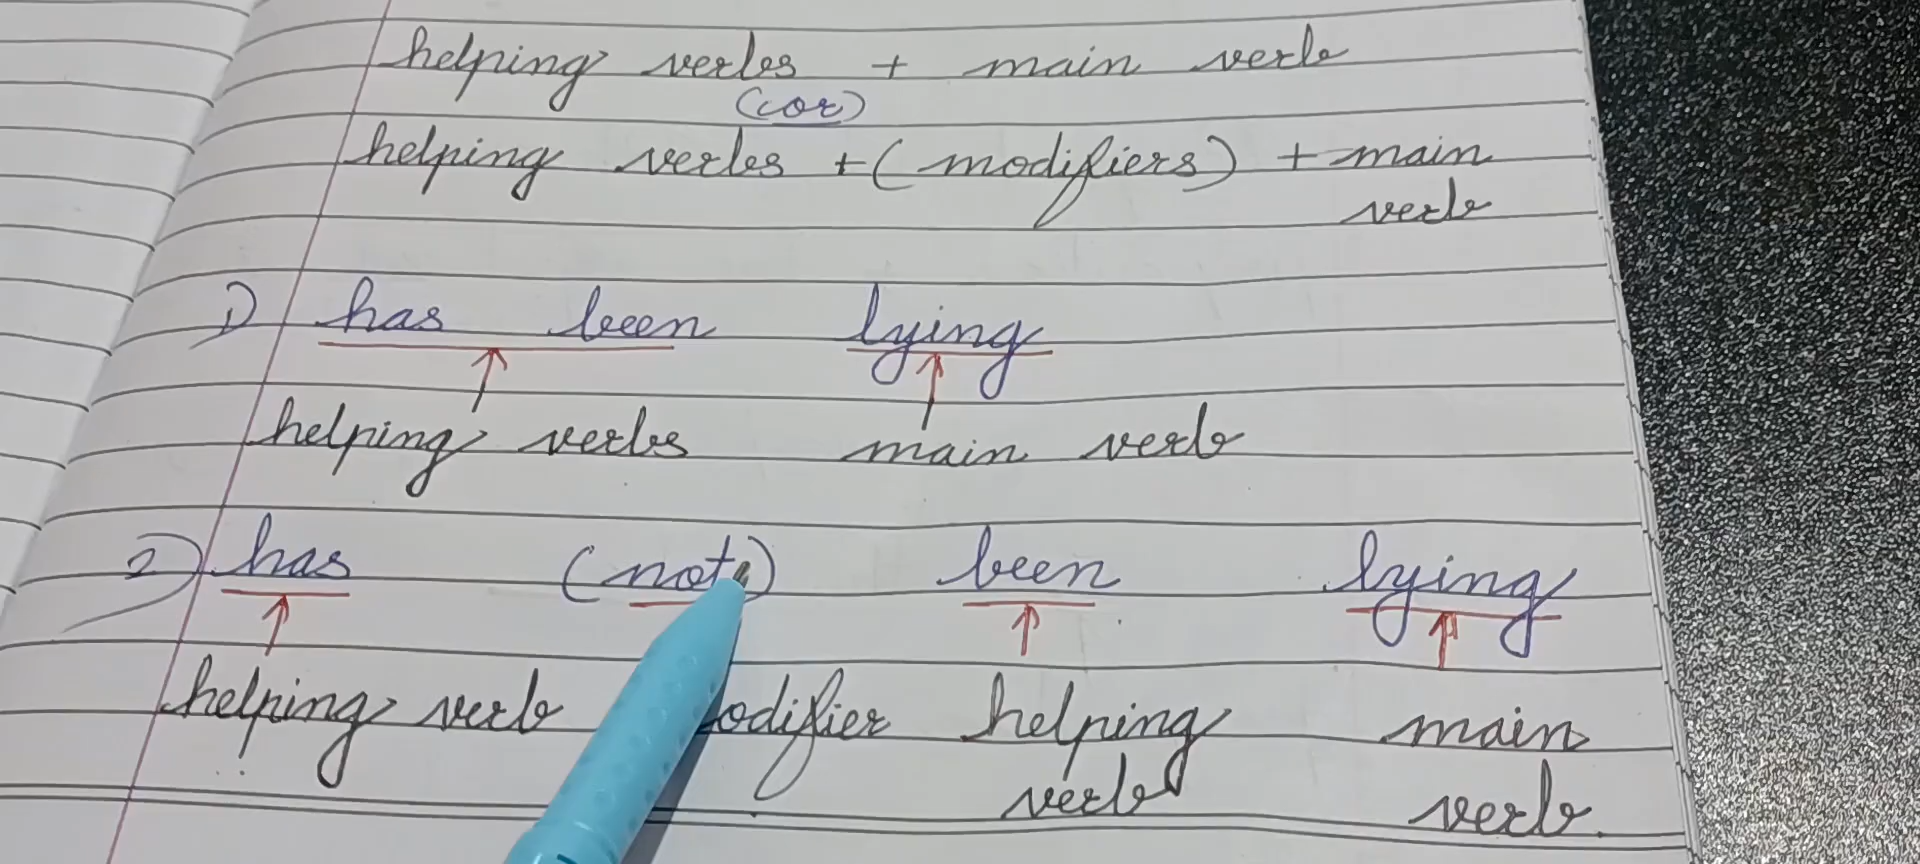 helping verbs + main verb
(or)
helping verbs + (modifiers) + main
verb
1) has been lying
helping verbs main verb
2) has (not) been lying
helping verb odifier helping main
verb verb.